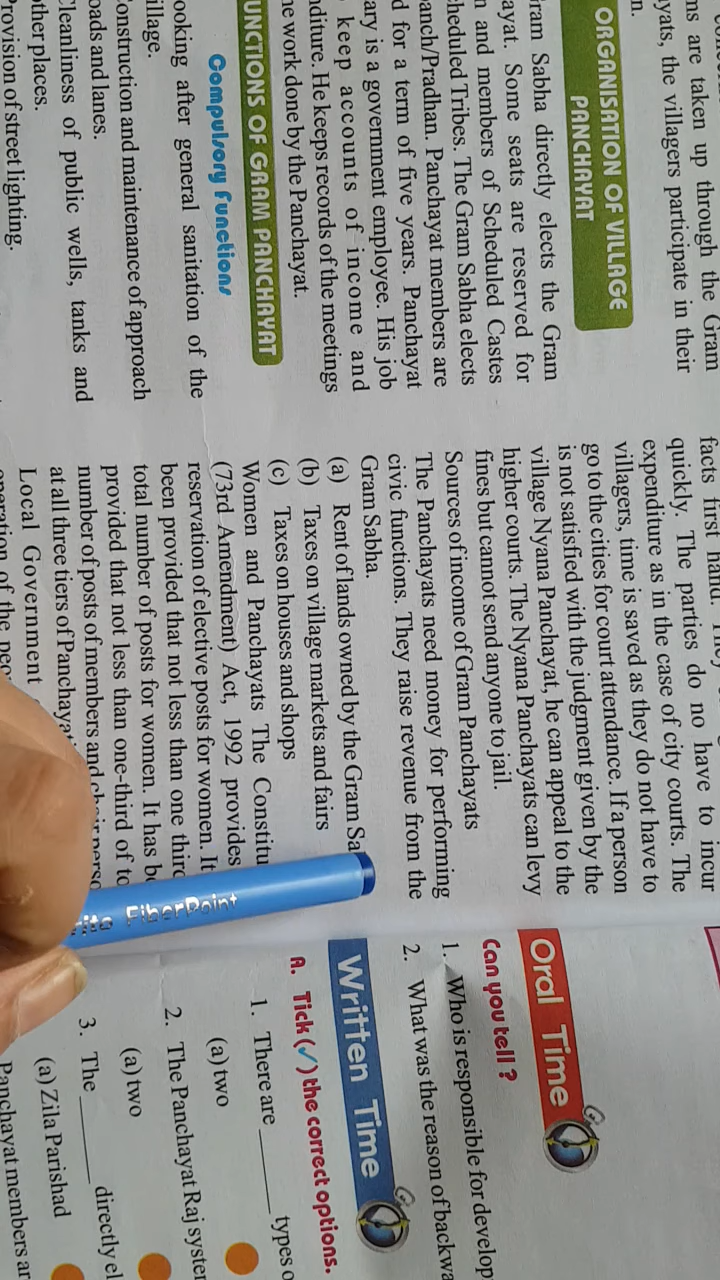 ms are taken up through the Gram
yats, the villagers participate in their
n.
ORGANISATION OF VILLAGE
PANCHAYAT
ram Sabha directly elects the Gram
ayat. Some seats are reserved for
n and members of Scheduled Castes
cheduled Tribes. The Gram Sabha elects
anch/Pradhan. Panchayat members are
d for a term of five years. Panchayat
ary is a government employee. His job
keep accounts of income and
nditure. He keeps records of the meetings
he work done by the Panchayat.
UNCTIONS OF GRAM PANCHAYAT
Compulsory Functions
ooking after general sanitation of the
illage.
Construction and maintenance of approach
oads and lanes.
Cleanliness of public wells, tanks and
other places.
Provision of street lighting.
facts first hand.
quickly. The parties do no have to incur
expenditure as in the case of city courts. The
villagers, time is saved as they do not have to
go to the cities for court attendance. If a person
is not satisfied with the judgment given by the
village Nyana Panchayat, he can appeal to the
higher courts. The Nyana Panchayats can levy
fines but cannot send anyone to jail.
Sources of income of Gram Panchayats
The Panchayats need money for performing
civic functions. They raise revenue from the
Gram Sabha.
(a) Rent of lands owned by the Gram Sa
(b) Taxes on village markets and fairs
(c) Taxes on houses and shops
Women and Panchayats The Constitu
(73rd Amendment) Act, 1992 provides
reservation of elective posts for women. It
been provided that not less than one third
total number of posts for women. It has b
provided that not less than one-third of to
number of posts of members and chairperso
at all three tiers of Panchayat
Local Government
operation of the peo
Oral Time
Can you tell ?
1. Who is responsible for develop
2. What was the reason of backwa
Written Time
A. Tick (✓) the correct options.
1. There are ______ types o
(a) two
2. The Panchayat Raj system
(a) two
3. The ______ directly el
(a) Zila Parishad
Panchayat members ar